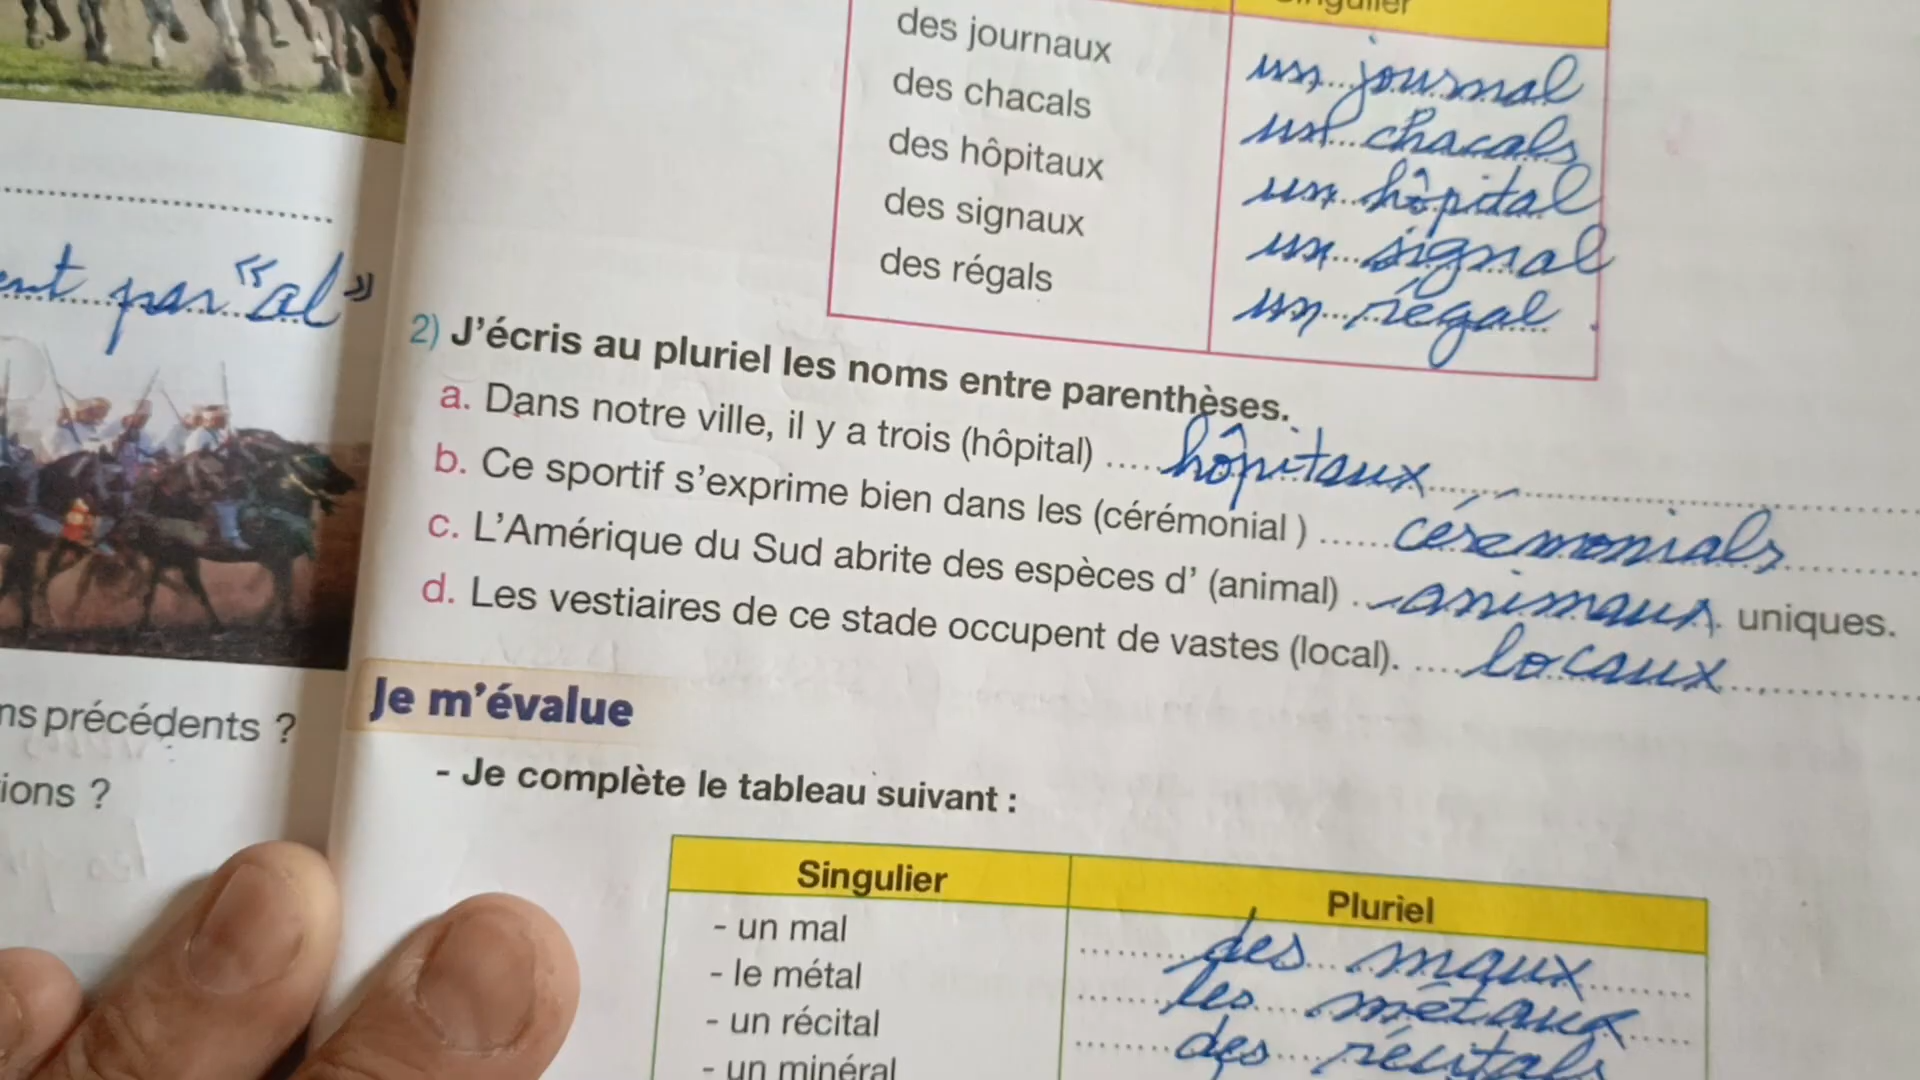 Singulier
des journaux un journal
des chacals un chacals
des hôpitaux un hôpital
des signaux un signal
des régals un régal
par "al"
2) J'écris au pluriel les noms entre parenthèses.
a. Dans notre ville, il y a trois (hôpital) ..... hôpitaux
b. Ce sportif s'exprime bien dans les (cérémonial ) ...... cérémonials
c. L'Amérique du Sud abrite des espèces d' (animal) .. animaux. uniques.
d. Les vestiaires de ce stade occupent de vastes (local). .... locaux
précédents ?
Je m'évalue
- Je complète le tableau suivant :
Singulier Pluriel
- un mal des maux
- le métal les métaux
- un récital des récitals
- un minéral